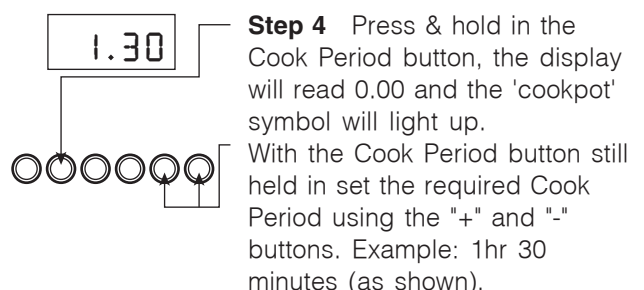 1.30
Step 4 Press & hold in the
Cook Period button, the display
will read 0.00 and the 'cookpot'
symbol will light up.
With the Cook Period button still
held in set the required Cook
Period using the "+" and "-"
buttons. Example: 1hr 30
minutes (as shown).